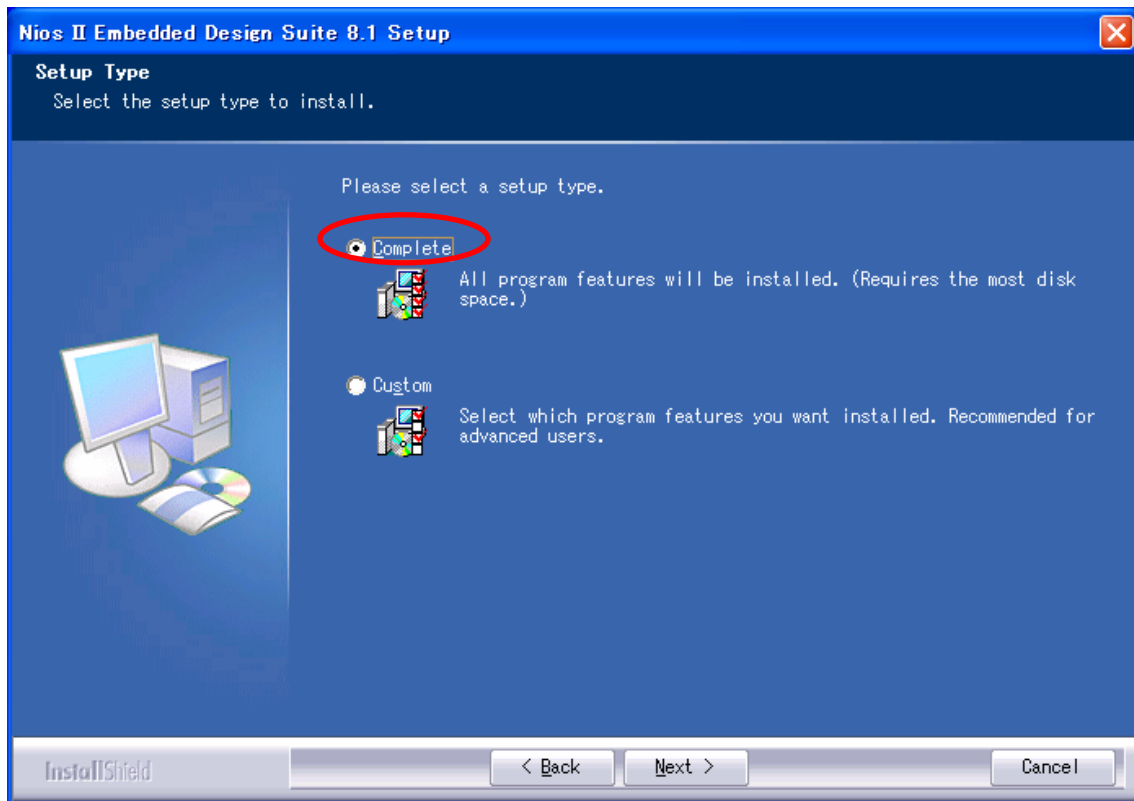 Nios II Embedded Design Suite 8.1 Setup
Setup Type
Select the setup type to install.
Please select a setup type.
Complete
All program features will be installed. (Requires the most disk
space.)
Custom
Select which program features you want installed. Recommended for
advanced users.
InstallShield
< Back
Next >
Cancel